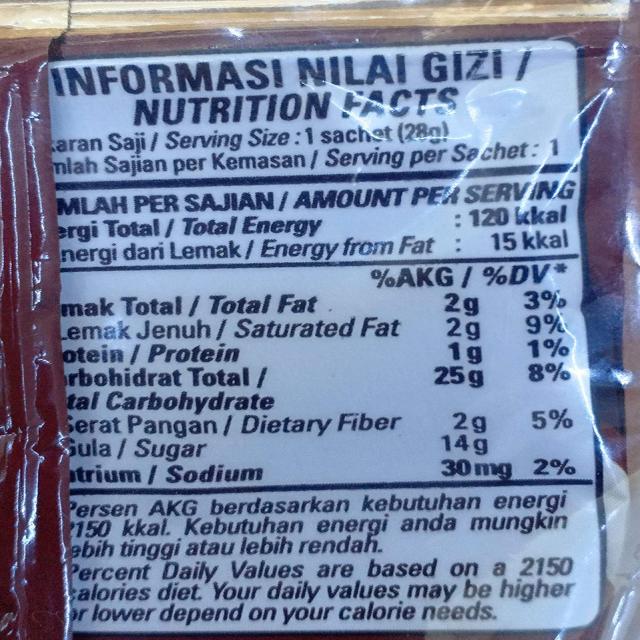 INFORMASI NILAI GIZI /
NUTRITION FACTS
aran Saji / Serving Size : 1 sachet (28g)
mlah Sajian per Kemasan / Serving per Sachet : 1
MLAH PER SAJIAN / AMOUNT PER SERVING
ergi Total / Total Energy : 120 kkal
nergi dari Lemak / Energy from Fat : 15 kkal
%AKG / %DV*
mak Total / Total Fat 2g 3%
Lemak Jenuh / Saturated Fat 2g 9%
otein / Protein 1g 1%
rbohidrat Total / 25g 8%
tal Carbohydrate
Serat Pangan / Dietary Fiber 2g 5%
Gula / Sugar 14g
atrium / Sodium 30mg 2%
Persen AKG berdasarkan kebutuhan energi
2150 kkal. Kebutuhan energi anda mungkin
lebih tinggi atau lebih rendah.
Percent Daily Values are based on a 2150
calories diet. Your daily values may be higher
or lower depend on your calorie needs.